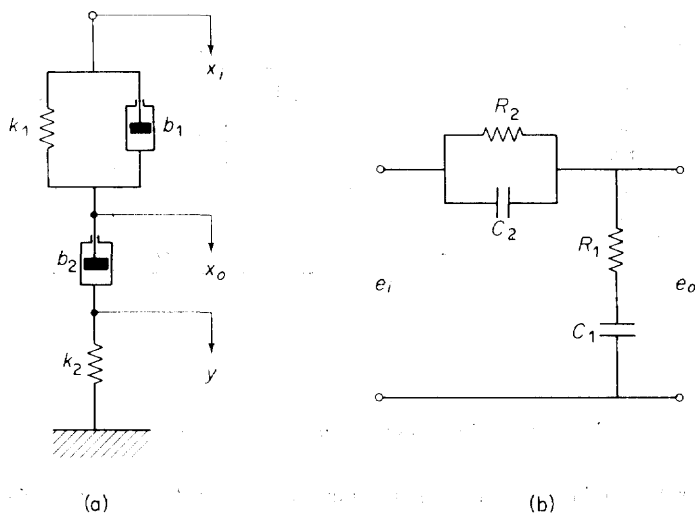 x_i
k_1
b_1
b_2
x_o
k_2
y
(a)
R_2
C_2
R_1
e_i
e_o
C_1
(b)